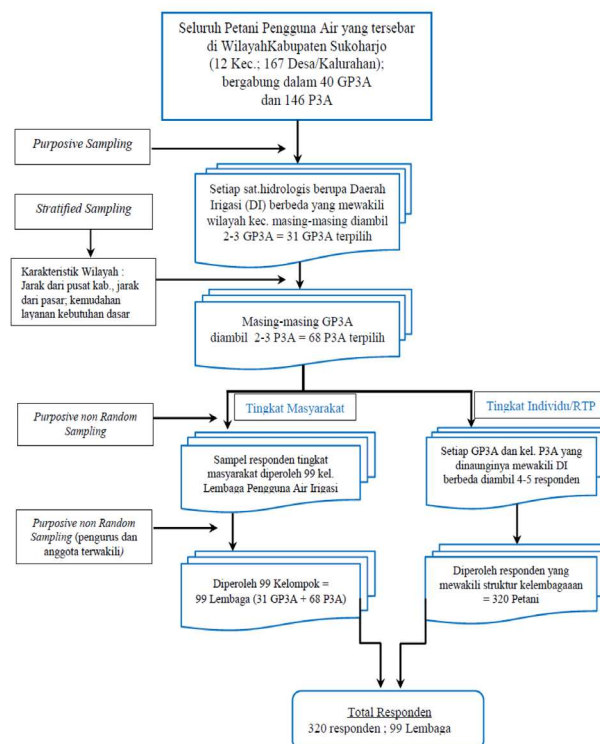 Seluruh Petani Pengguna Air yang tersebar
di WilayahKabupaten Sukoharjo
(12 Kec.; 167 Desa/Kalurahan);
bergabung dalam 40 GP3A
dan 146 P3A
Purposive Sampling
Setiap sat.hidrologis berupa Daerah
Irigasi (DI) berbeda yang mewakili
wilayah kec. masing-masing diambil
2-3 GP3A = 31 GP3A terpilih
Stratified Sampling
Karakteristik Wilayah :
Jarak dari pusat kab., jarak
dari pasar; kemudahan
layanan kebutuhan dasar
Masing-masing GP3A
diambil 2-3 P3A = 68 P3A terpilih
Tingkat Masyarakat
Tingkat Individu/RTP
Purposive non Random
Sampling
Sampel responden tingkat
masyarakat diperoleh 99 kel.
Lembaga Pengguna Air Irigasi
Setiap GP3A dan kel. P3A yang
dinaunginya mewakili DI
berbeda diambil 4-5 responden
Purposive non Random
Sampling (pengurus dan
anggota terwakili)
Diperoleh 99 Kelompok =
99 Lembaga (31 GP3A + 68 P3A)
Diperoleh responden yang
mewakili struktur kelembagaaan
= 320 Petani
Total Responden
320 responden ; 99 Lembaga